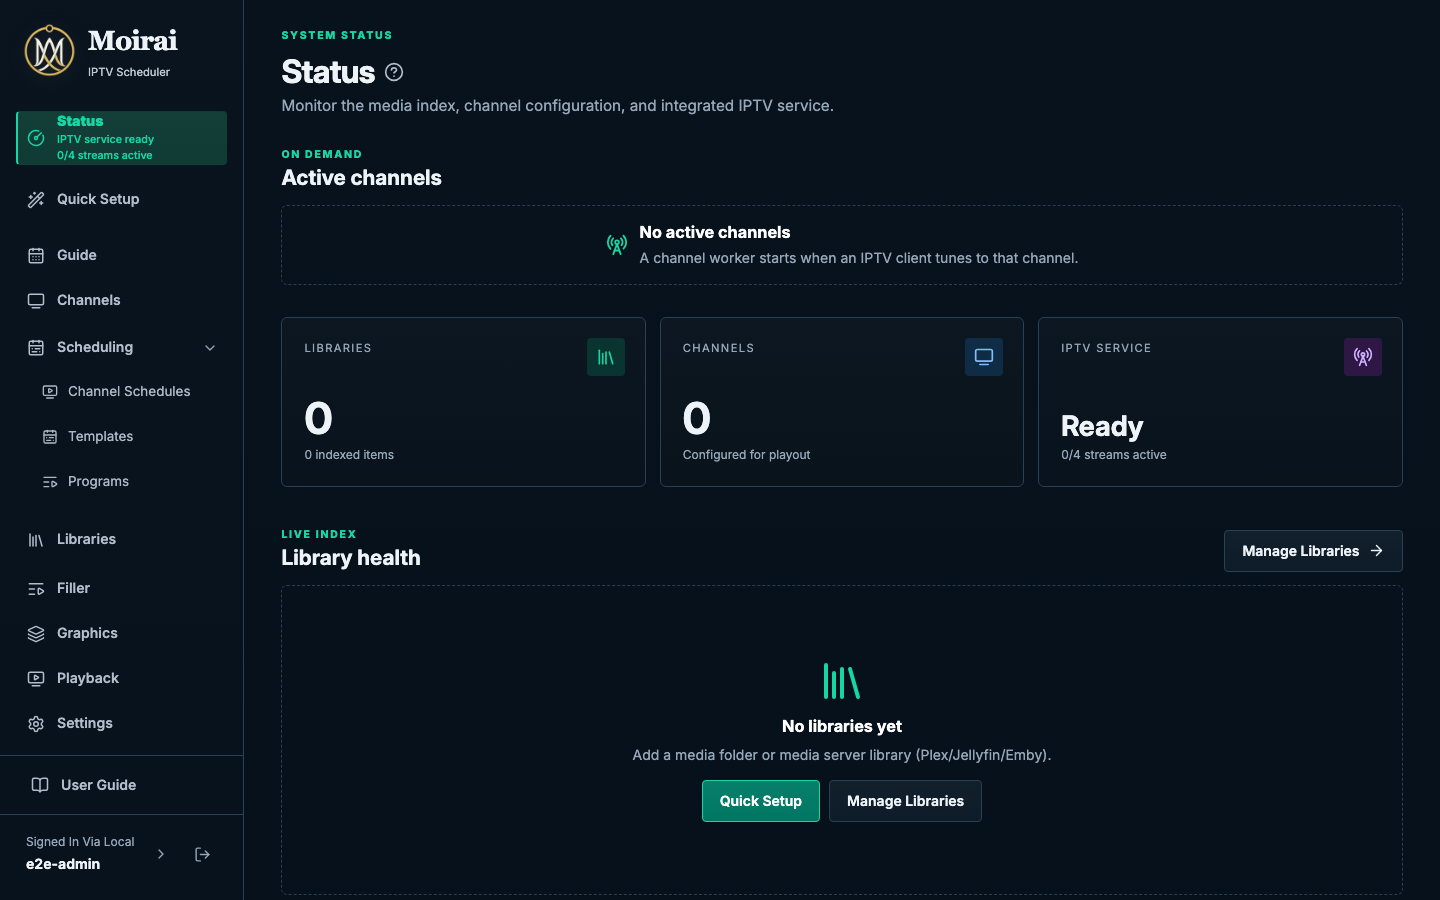 Moirai
IPTV Scheduler
Status
IPTV service ready
0/4 streams active
Quick Setup
Guide
Channels
Scheduling
Channel Schedules
Templates
Programs
Libraries
Filler
Graphics
Playback
Settings
User Guide
Signed In Via Local
e2e-admin
SYSTEM STATUS
Status
Monitor the media index, channel configuration, and integrated IPTV service.
ON DEMAND
Active channels
No active channels
A channel worker starts when an IPTV client tunes to that channel.
LIBRARIES
0
0 indexed items
CHANNELS
0
Configured for playout
IPTV SERVICE
Ready
0/4 streams active
LIVE INDEX
Library health
Manage Libraries
No libraries yet
Add a media folder or media server library (Plex/Jellyfin/Emby).
Quick Setup
Manage Libraries